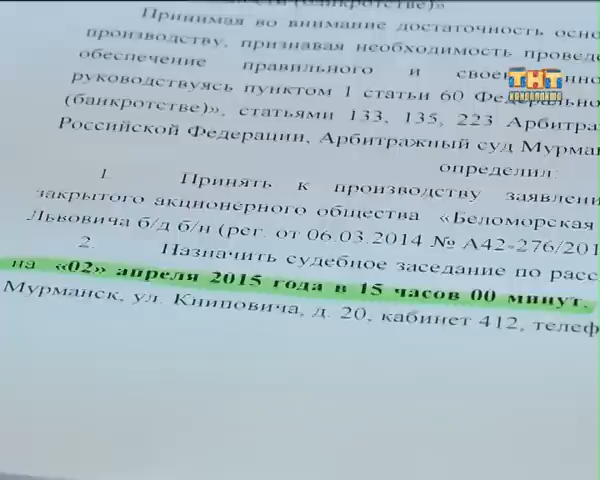 (банкротстве)»
Принимая во внимание достаточность осно
производству, признавая необходимость проведе
обеспечение правильного и свое
руководствуясь пунктом 1 статьи 60
(банкротстве)», статьями 133, 135, 223 Арбитра
Российской Федерации, Арбитражный суд Мурман
определил:
1. Принять к производству заявлени
закрытого акционерного общества «Беломорская
Львовича б/д б/н (рег. от 06.03.2014 № А42-276/201
2. Назначить судебное заседание по расс
на «02» апреля 2015 года в 15 часов 00 минут.
Мурманск, ул. Книповича, д. 20, кабинет 412, телеф
ТНТ